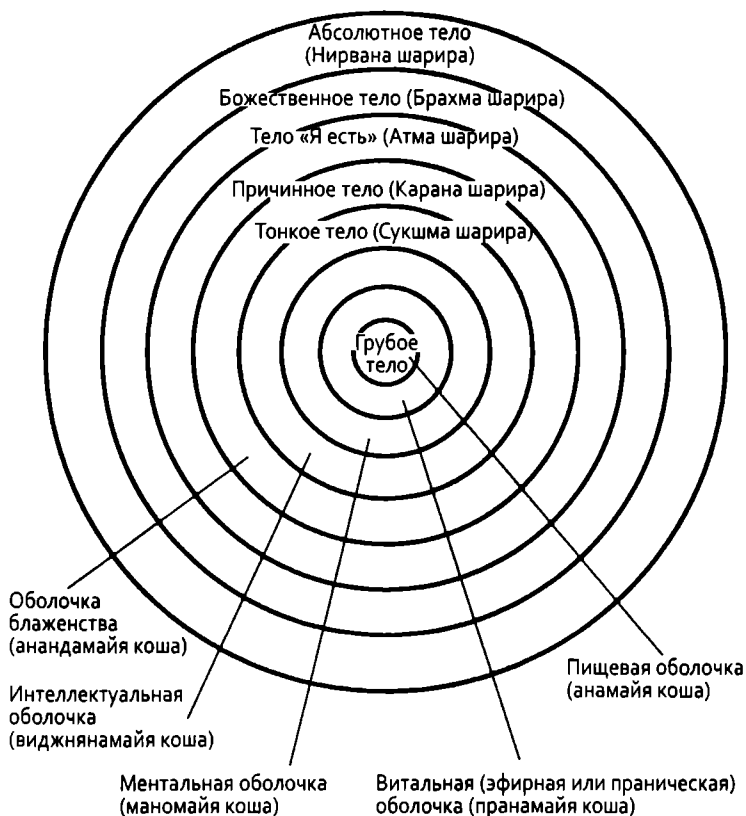 Абсолютное тело
(Нирвана шарира)
Божественное тело (Брахма шарира)
Тело «Я есть» (Атма шарира)
Причинное тело (Карана шарира)
Тонкое тело (Сукшма шарира)
Грубое
тело
Оболочка
блаженства
(анандамайя коша)
Интеллектуальная
оболочка
(виджнянамайя коша)
Ментальная оболочка
(маномайя коша)
Витальная (эфирная или праническая)
оболочка (пранамайя коша)
Пищевая оболочка
(анамайя коша)